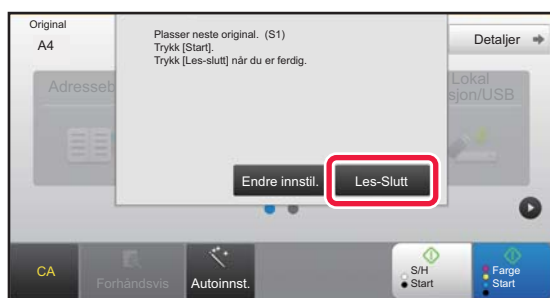 Original
A4
Plasser neste original. (S1)
Trykk [Start].
Trykk [Les-slutt] når du er ferdig.
Detaljer
Adresseb
Lokal
sjon/USB
Endre innstil.
Les-Slutt
CA
Forhåndsvis
Autoinnst.
S/H
Start
Farge
Start